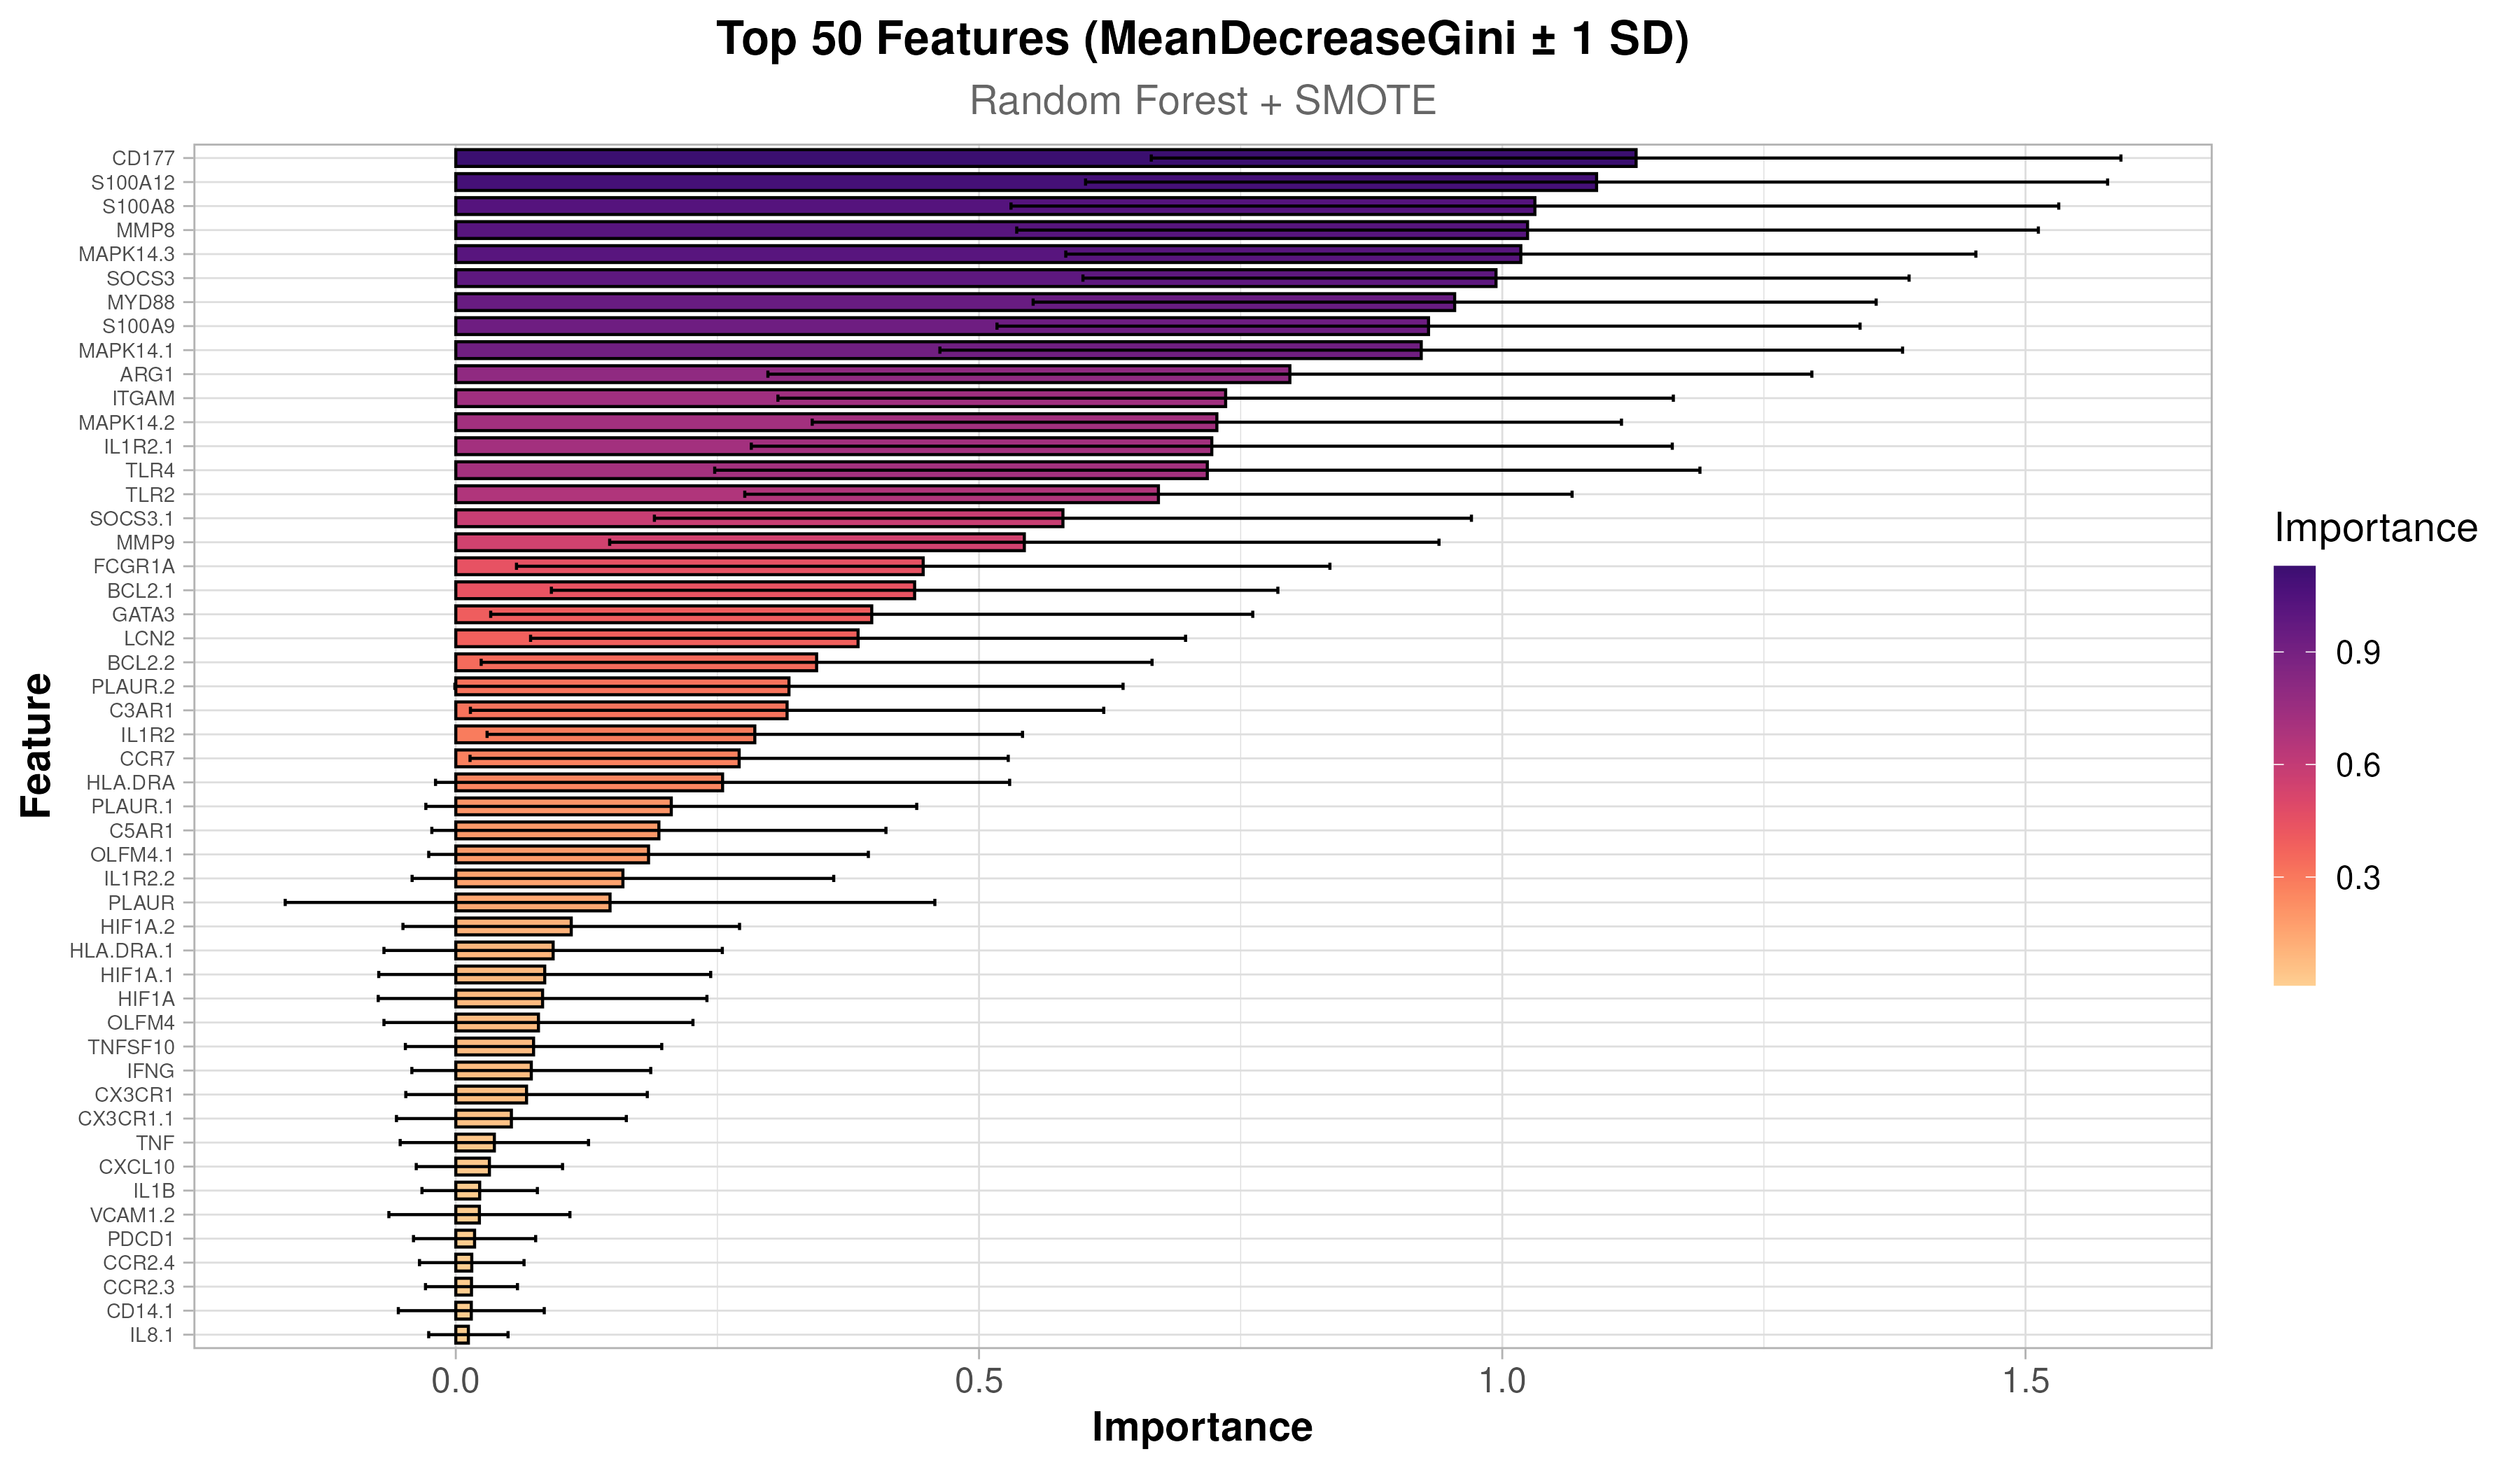 Top 50 Features (MeanDecreaseGini ± 1 SD)
Random Forest + SMOTE
Feature
CD177
S100A12
S100A8
MMP8
MAPK14.3
SOCS3
MYD88
S100A9
MAPK14.1
ARG1
ITGAM
MAPK14.2
IL1R2.1
TLR4
TLR2
SOCS3.1
MMP9
FCGR1A
BCL2.1
GATA3
LCN2
BCL2.2
PLAUR.2
C3AR1
IL1R2
CCR7
HLA.DRA
PLAUR.1
C5AR1
OLFM4.1
IL1R2.2
PLAUR
HIF1A.2
HLA.DRA.1
HIF1A.1
HIF1A
OLFM4
TNFSF10
IFNG
CX3CR1
CX3CR1.1
TNF
CXCL10
IL1B
VCAM1.2
PDCD1
CCR2.4
CCR2.3
CD14.1
IL8.1
0.0 0.5 1.0 1.5
Importance
Importance
0.9
0.6
0.3